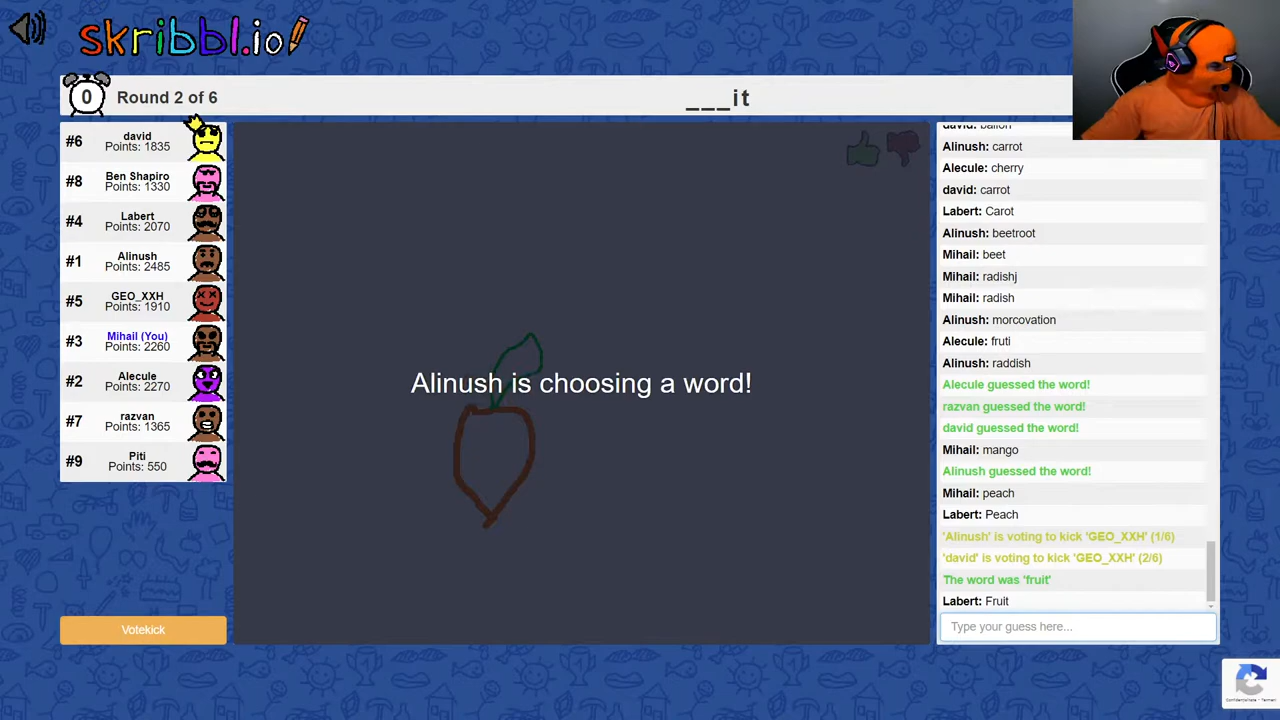 skribbl.io
0
Round 2 of 6
___it
#6
david
Points: 1835
#8
Ben Shapiro
Points: 1330
#4
Labert
Points: 2070
#1
Alinush
Points: 2485
#5
GEO_XXH
Points: 1910
#3
Mihail (You)
Points: 2260
#2
Alecule
Points: 2270
#7
razvan
Points: 1365
#9
Piti
Points: 550
Votekick
Alinush is choosing a word!
david: ballon
Alinush: carrot
Alecule: cherry
david: carrot
Labert: Carot
Alinush: beetroot
Mihail: beet
Mihail: radishj
Mihail: radish
Alinush: morcovation
Alecule: fruti
Alinush: raddish
Alecule guessed the word!
razvan guessed the word!
david guessed the word!
Mihail: mango
Alinush guessed the word!
Mihail: peach
Labert: Peach
'Alinush' is voting to kick 'GEO_XXH' (1/6)
'david' is voting to kick 'GEO_XXH' (2/6)
The word was 'fruit'
Labert: Fruit
Type your guess here...